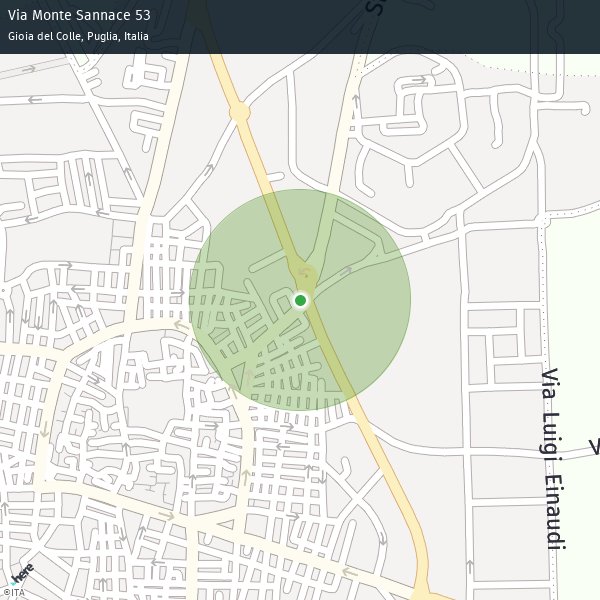 Via Monte Sannace 53
Gioia del Colle, Puglia, Italia
Via Luigi Einaudi
here
©ITA